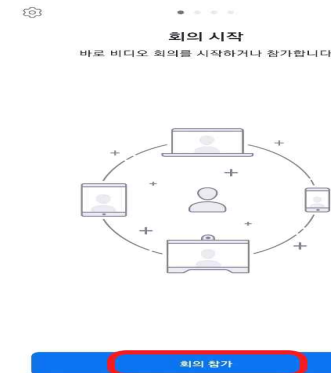 회의 시작
바로 비디오 회의를 시작하거나 참가합니다
회의 참가